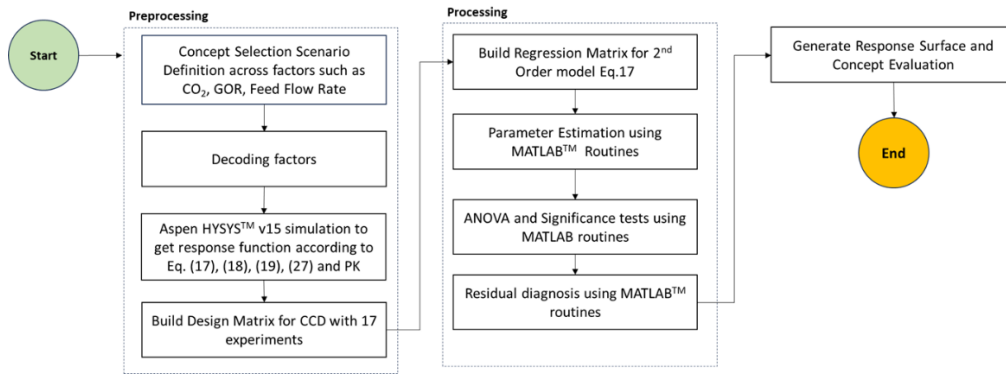 Preprocessing
Start
Concept Selection Scenario
Definition across factors such as
CO₂, GOR, Feed Flow Rate
Decoding factors
Aspen HYSYS™ v15 simulation to
get response function according to
Eq. (17), (18), (19), (27) and PK
Build Design Matrix for CCD with 17
experiments
Processing
Build Regression Matrix for 2nd
Order model Eq.17
Parameter Estimation using
MATLAB™ Routines
ANOVA and Significance tests using
MATLAB routines
Residual diagnosis using MATLAB™
routines
Generate Response Surface and
Concept Evaluation
End